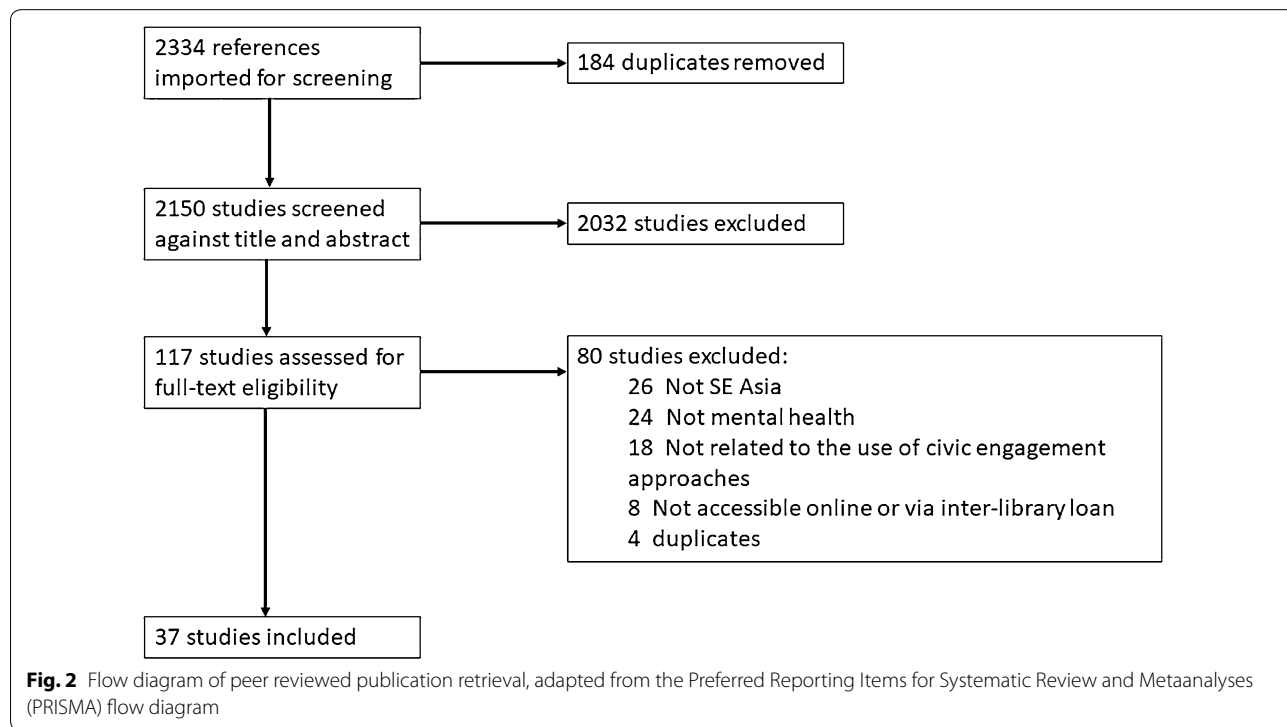 2334 references
imported for screening
184 duplicates removed
2150 studies screened
against title and abstract
2032 studies excluded
117 studies assessed for
full-text eligibility
80 studies excluded:
26 Not SE Asia
24 Not mental health
18 Not related to the use of civic engagement
approaches
8 Not accessible online or via inter-library loan
4 duplicates
37 studies included
Fig. 2 Flow diagram of peer reviewed publication retrieval, adapted from the Preferred Reporting Items for Systematic Review and Metaanalyses
(PRISMA) flow diagram